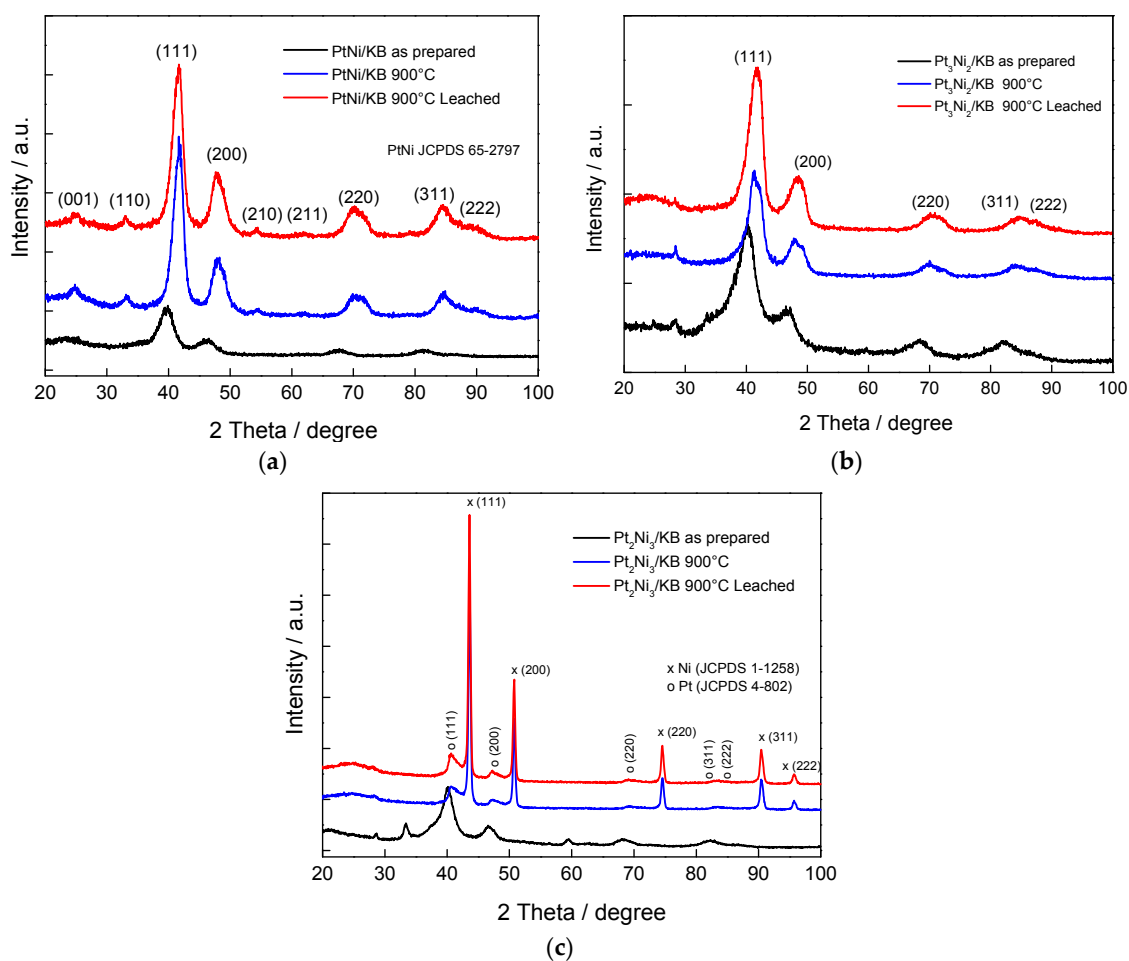 (111)
PtNi/KB as prepared
PtNi/KB 900°C
PtNi/KB 900°C Leached
(200)
PtNi JCPDS 65-2797
(001)
(110)
(210)
(211)
(220)
(311)
(222)
Intensity / a.u.
20 30 40 50 60 70 80 90 100
2 Theta / degree
(a)
(111)
Pt3Ni2/KB as prepared
Pt3Ni2/KB 900°C
Pt3Ni2/KB 900°C Leached
(200)
(220)
(311)
(222)
Intensity / a.u.
20 30 40 50 60 70 80 90 100
2 Theta / degree
(b)
x (111)
Pt2Ni3/KB as prepared
Pt2Ni3/KB 900°C
Pt2Ni3/KB 900°C Leached
x (200)
x Ni (JCPDS 1-1258)
o Pt (JCPDS 4-802)
o (111)
o (200)
o (220)
x (220)
o (311)
o (222)
x (311)
x (222)
Intensity / a.u.
20 30 40 50 60 70 80 90 100
2 Theta / degree
(c)